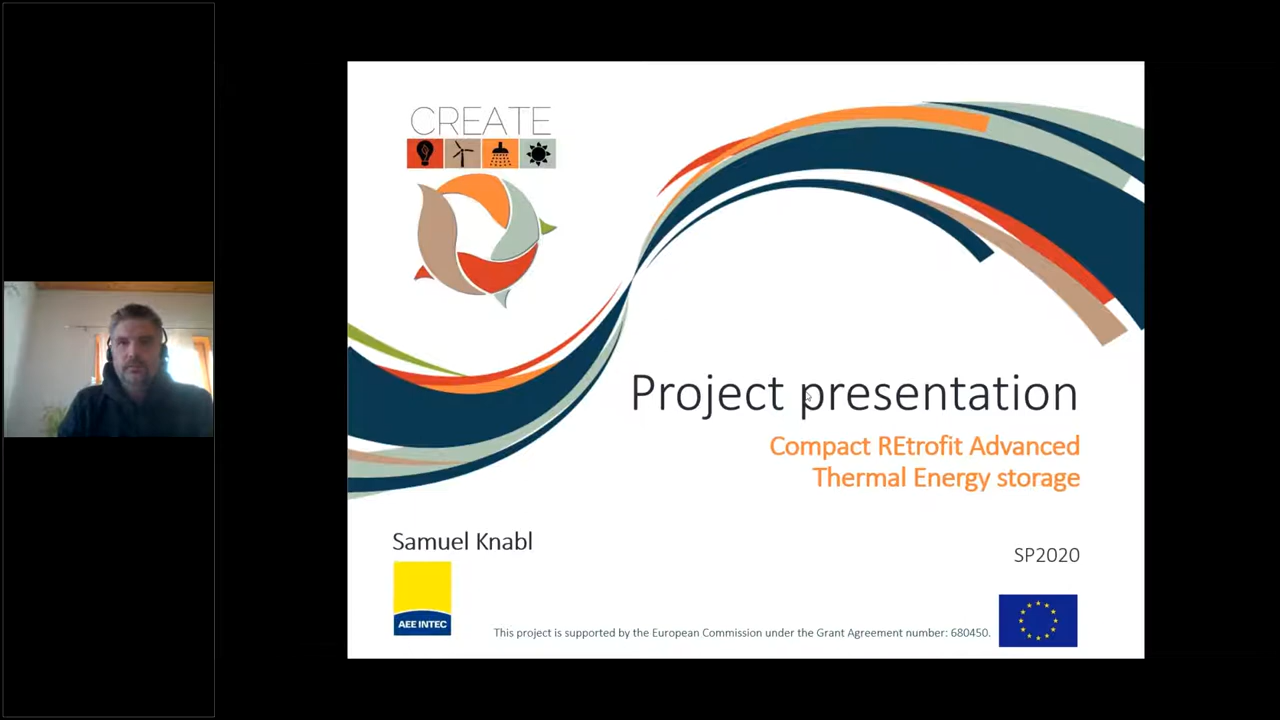 CREATE
Project presentation
Compact REtrofit Advanced
Thermal Energy storage
Samuel Knabl
SP2020
AEE INTEC
This project is supported by the European Commission under the Grant Agreement number: 680450.